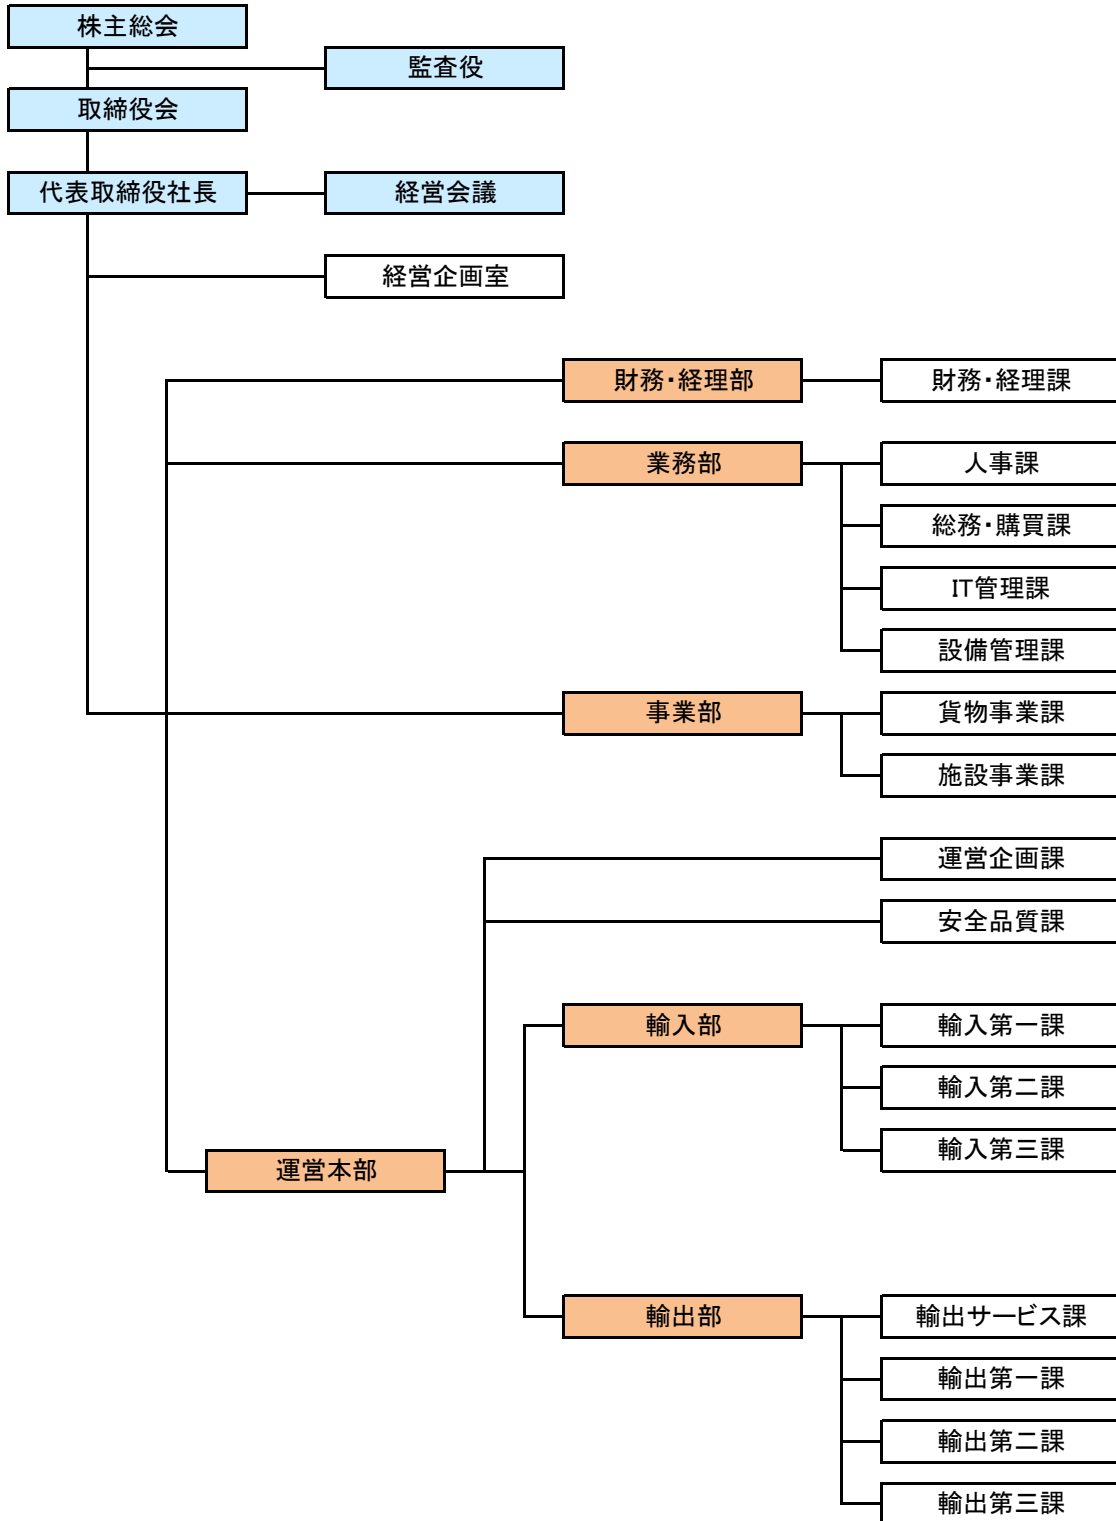 株主総会
監査役
取締役会
代表取締役社長
経営会議
経営企画室
財務・経理部
財務・経理課
業務部
人事課
総務・購買課
IT管理課
設備管理課
事業部
貨物事業課
施設事業課
運営企画課
安全品質課
輸入部
輸入第一課
輸入第二課
輸入第三課
運営本部
輸出部
輸出サービス課
輸出第一課
輸出第二課
輸出第三課